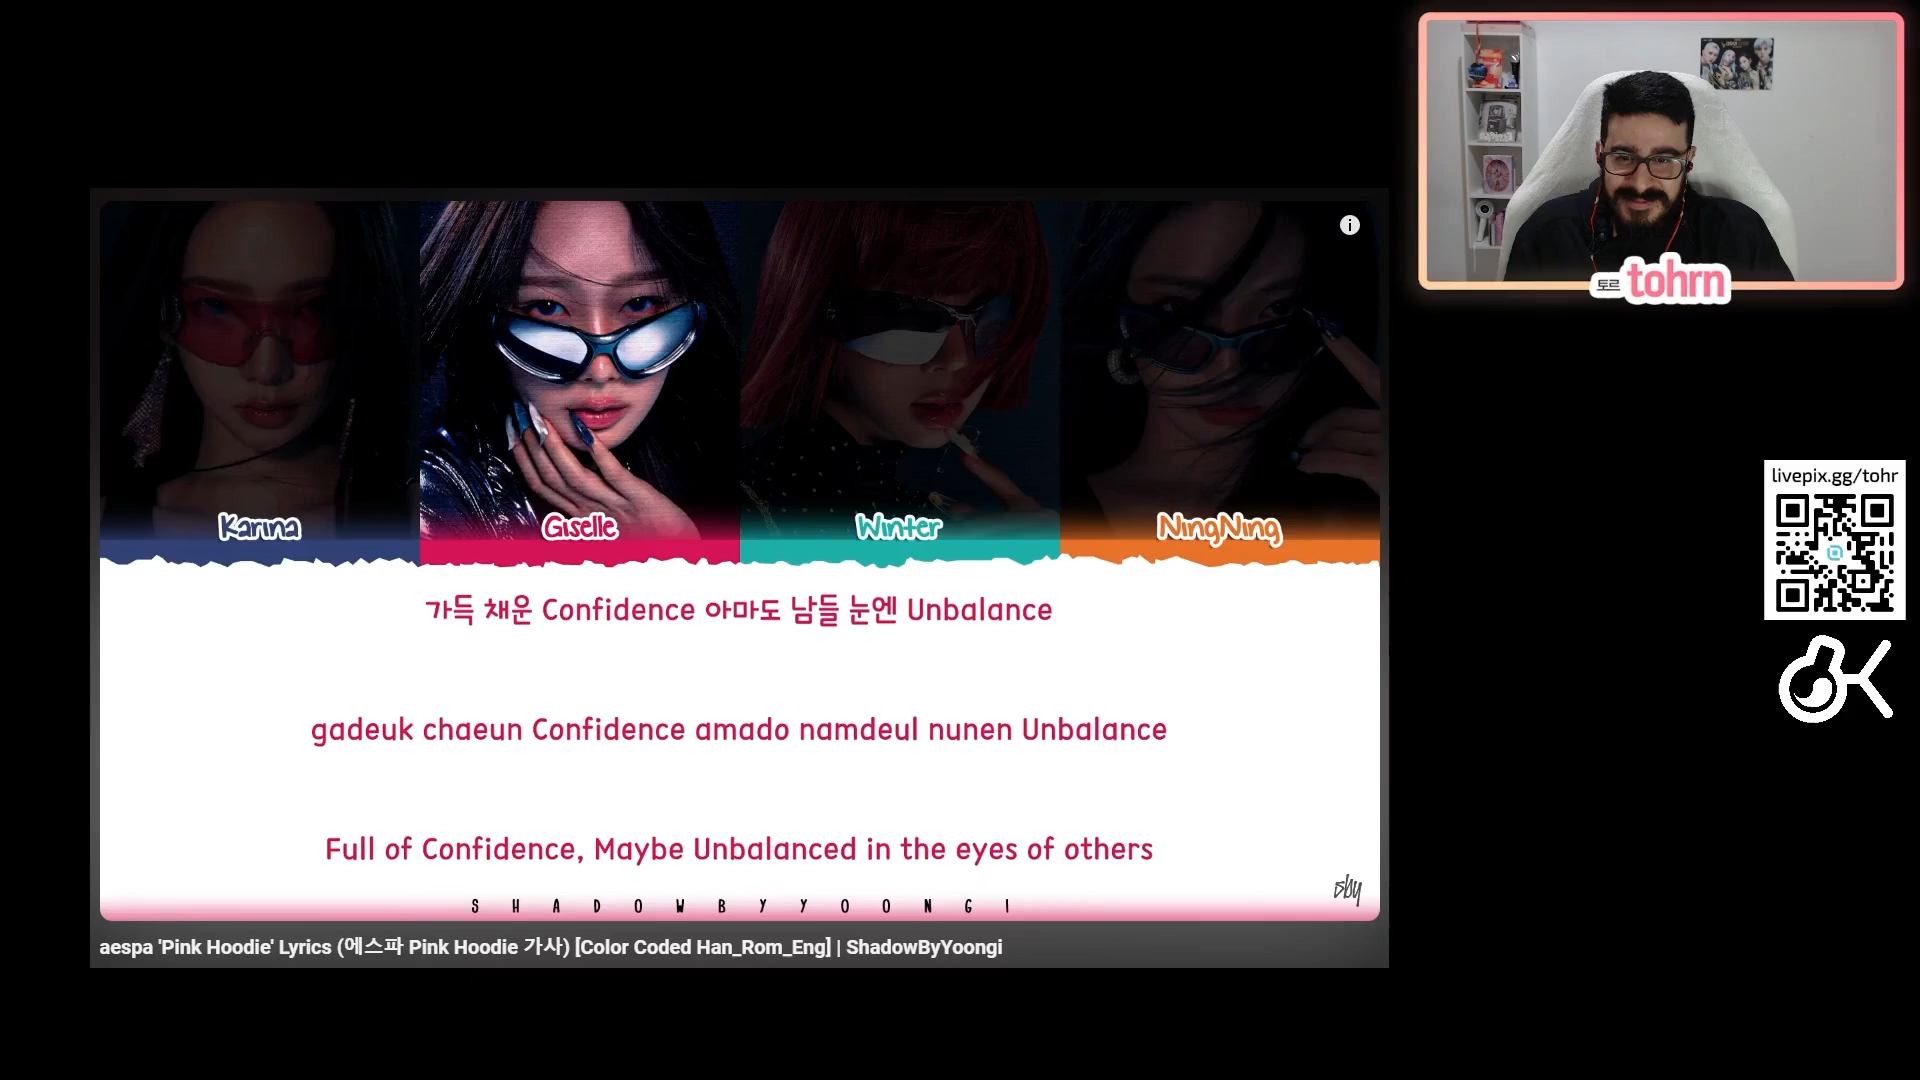 토르 tohrn
Karina
Giselle
Winter
NingNing
가득 채운 Confidence 아마도 남들 눈엔 Unbalance
gadeuk chaeun Confidence amado namdeul nunen Unbalance
Full of Confidence, Maybe Unbalanced in the eyes of others
sby
SHADOWBYYOONGI
aespa 'Pink Hoodie' Lyrics (에스파 Pink Hoodie 가사) [Color Coded Han_Rom_Eng] | ShadowByYoongi
livepix.gg/tohr